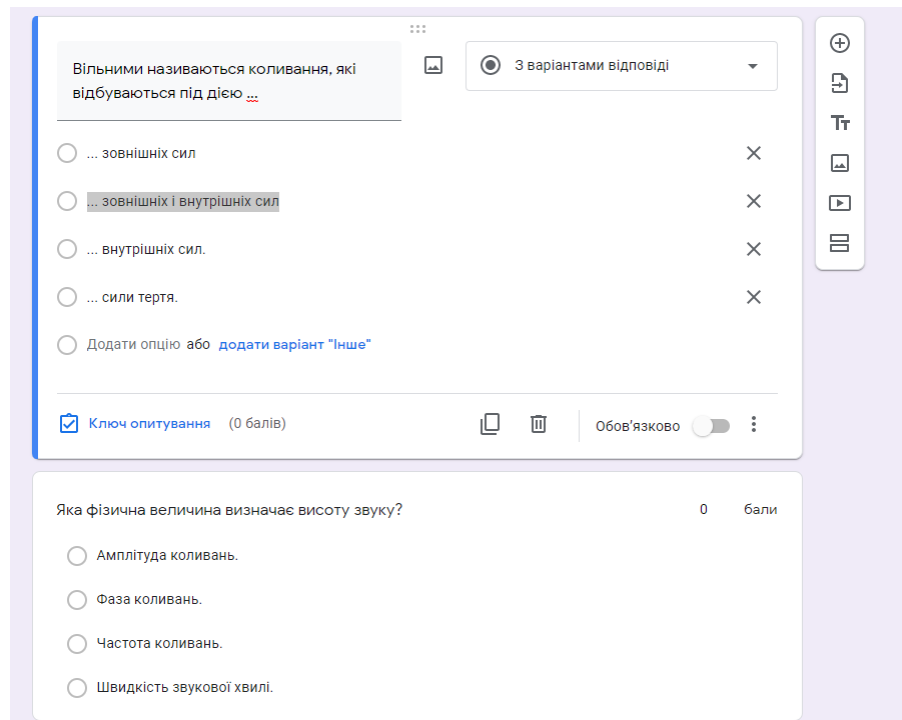 Вільними називаються коливання, які
відбуваються під дією ...
З варіантами відповіді
... зовнішніх сил
... зовнішніх і внутрішніх сил
... внутрішніх сил.
... сили тертя.
Додати опцію або додати варіант "Інше"
Ключ опитування (0 балів)
Обов'язково
Яка фізична величина визначає висоту звуку?
0 бали
Амплітуда коливань.
Фаза коливань.
Частота коливань.
Швидкість звукової хвилі.